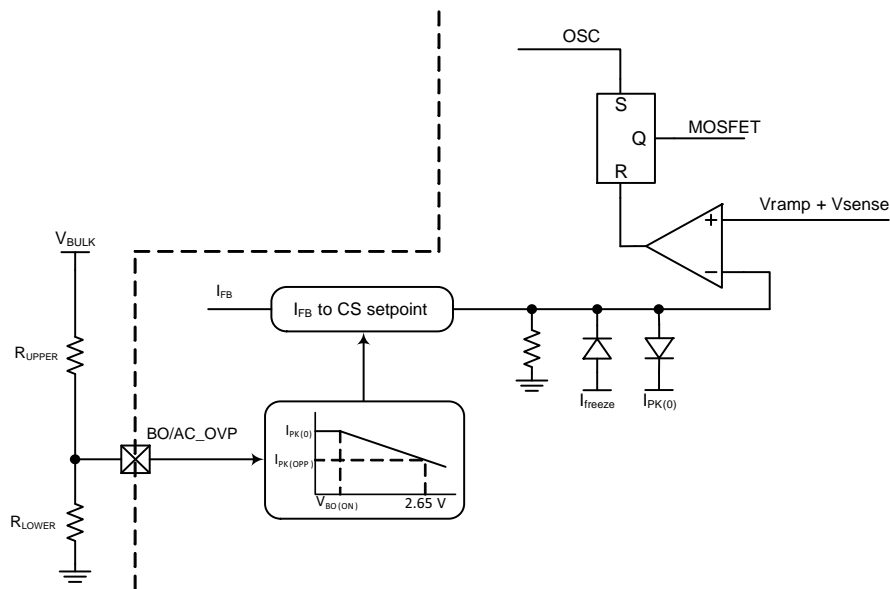 OSC
S
Q
MOSFET
R
Vramp + Vsense
+
−
V_BULK
I_FB
I_FB to CS setpoint
R_UPPER
I_freeze
I_PK(0)
BO/AC_OVP
I_PK(0)
I_PK(OPP)
V_BO(ON)
2.65 V
R_LOWER